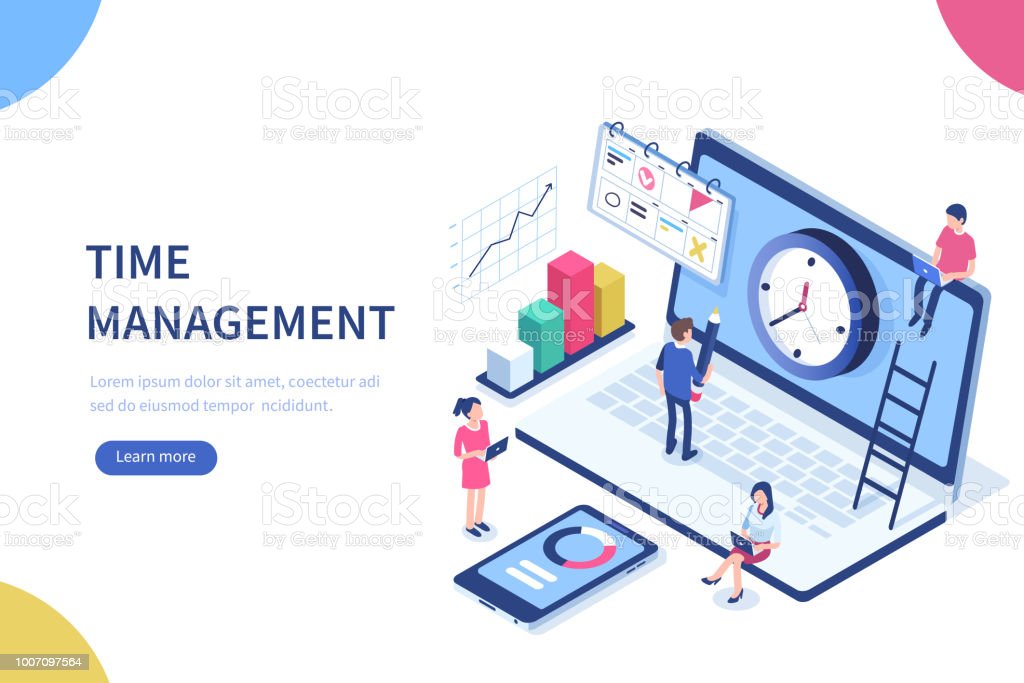 iStock
by Getty Images™
TIME
MANAGEMENT
Lorem ipsum dolor sit amet, coectetur adi
sed do eiusmod tempor ncididunt.
Learn more
1007097564